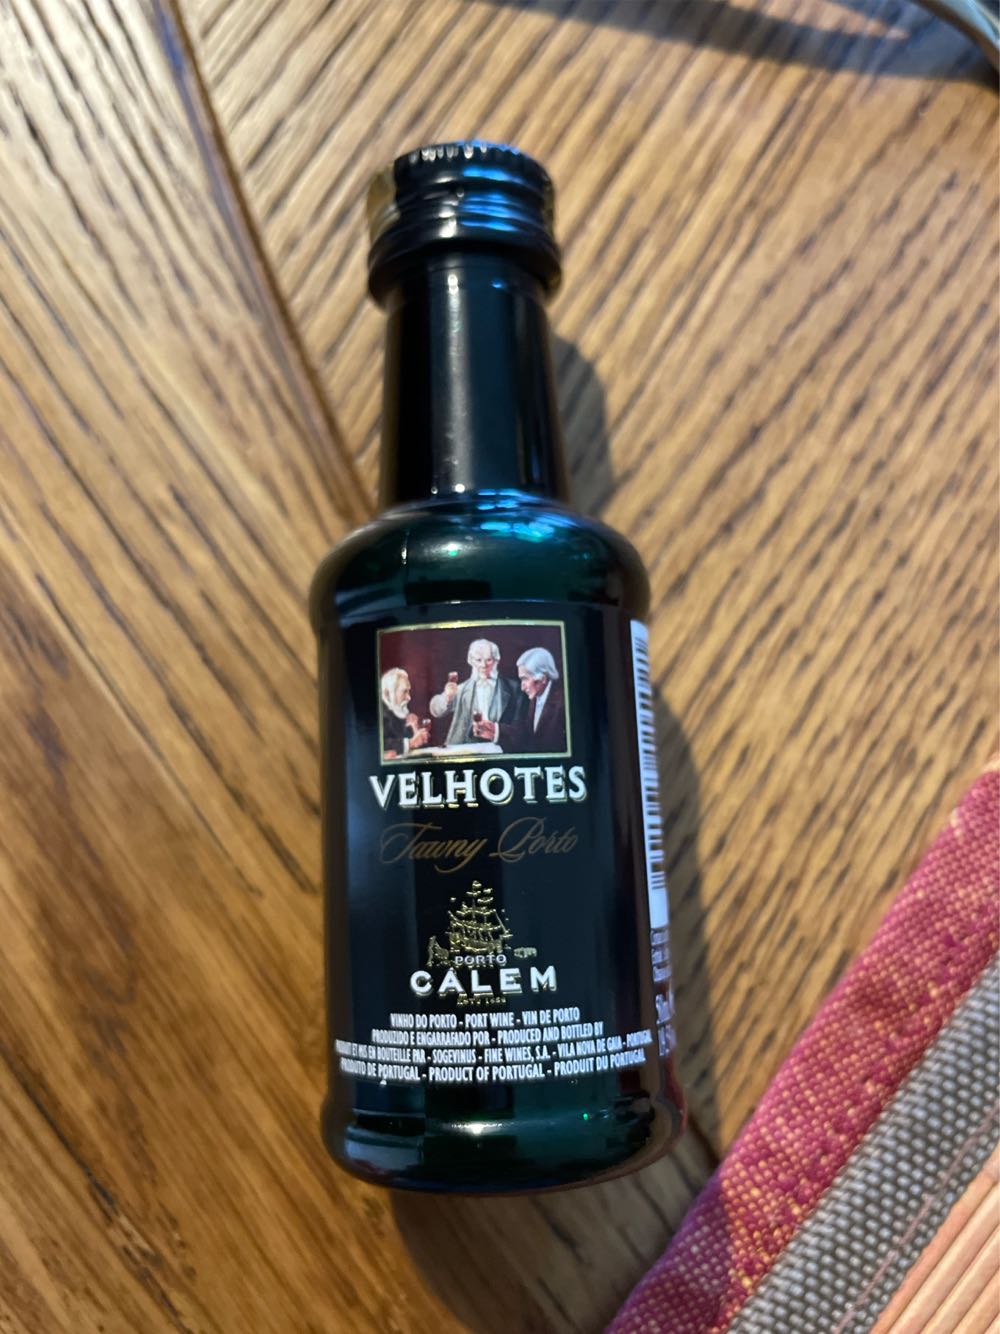 VELHOTES
Tawny Porto
PORTO
CÁLEM
VINHO DO PORTO - PORT WINE - VIN DE PORTO
PRODUZIDO E ENGARRAFADO POR - PRODUCED AND BOTTLED BY
ET MIS EN BOUTEILLE PAR - SOGEVINUS - FINE WINES, S.A. - VILA NOVA DE GAIA - PORTUGAL
PRODUTO DE PORTUGAL - PRODUCT OF PORTUGAL - PRODUIT DU PORTUGAL